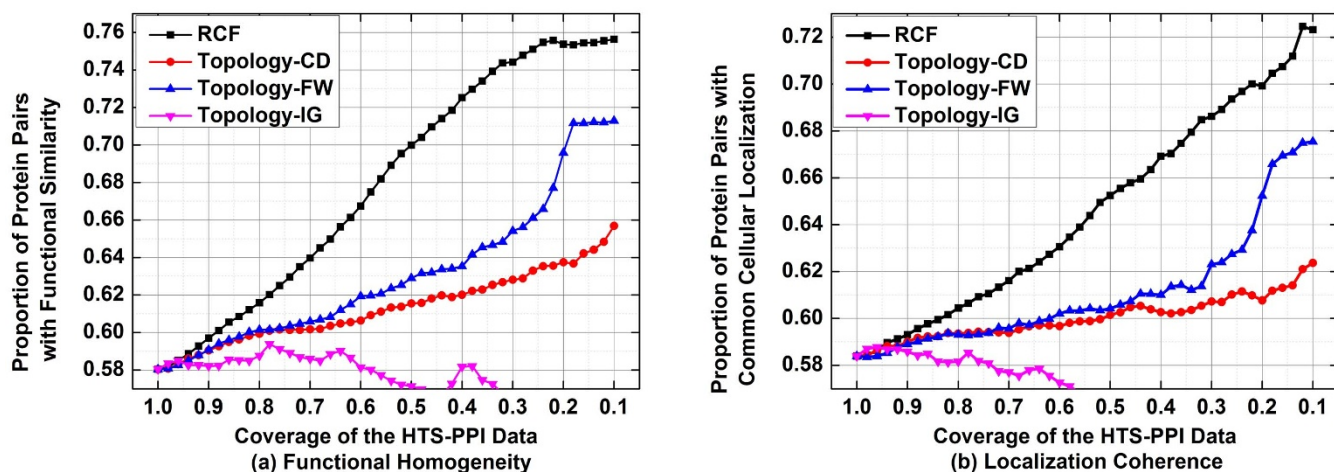 Proportion of Protein Pairs
with Functional Similarity
0.76
0.74
0.72
0.70
0.68
0.66
0.64
0.62
0.60
0.58
RCF
Topology-CD
Topology-FW
Topology-IG
1.0 0.9 0.8 0.7 0.6 0.5 0.4 0.3 0.2 0.1
Coverage of the HTS-PPI Data
(a) Functional Homogeneity
Proportion of Protein Pairs with
Common Cellular Localization
0.72
0.70
0.68
0.66
0.64
0.62
0.60
0.58
RCF
Topology-CD
Topology-FW
Topology-IG
1.0 0.9 0.8 0.7 0.6 0.5 0.4 0.3 0.2 0.1
Coverage of the HTS-PPI Data
(b) Localization Coherence